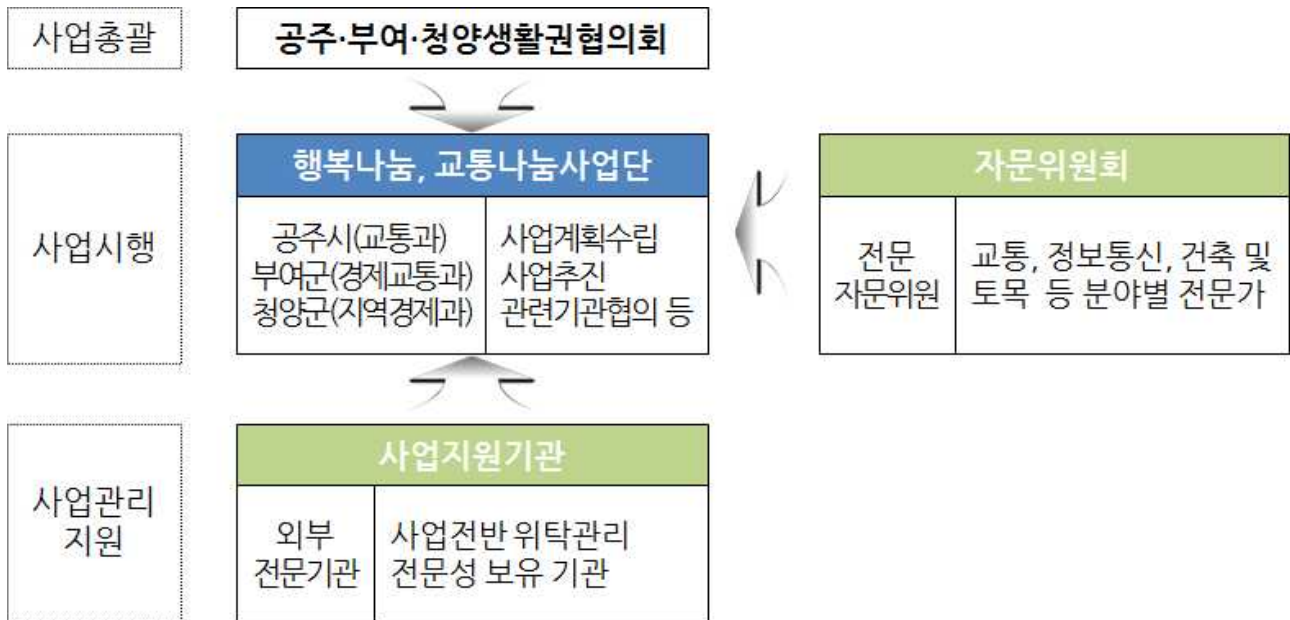 사업총괄
공주·부여·청양생활권협의회
사업시행
행복나눔, 교통나눔사업단
공주시(교통과)
부여군(경제교통과)
청양군(지역경제과)
사업계획수립
사업추진
관련기관협의 등
자문위원회
전문
자문위원
교통, 정보통신, 건축 및
토목 등 분야별 전문가
사업관리
지원
사업지원기관
외부
전문기관
사업전반 위탁관리
전문성 보유 기관